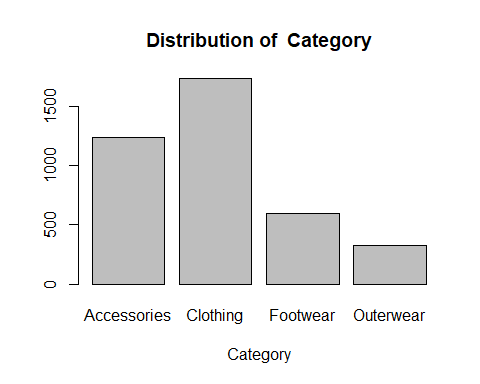 Distribution of Category
1500
1000
500
0
Accessories Clothing Footwear Outerwear
Category